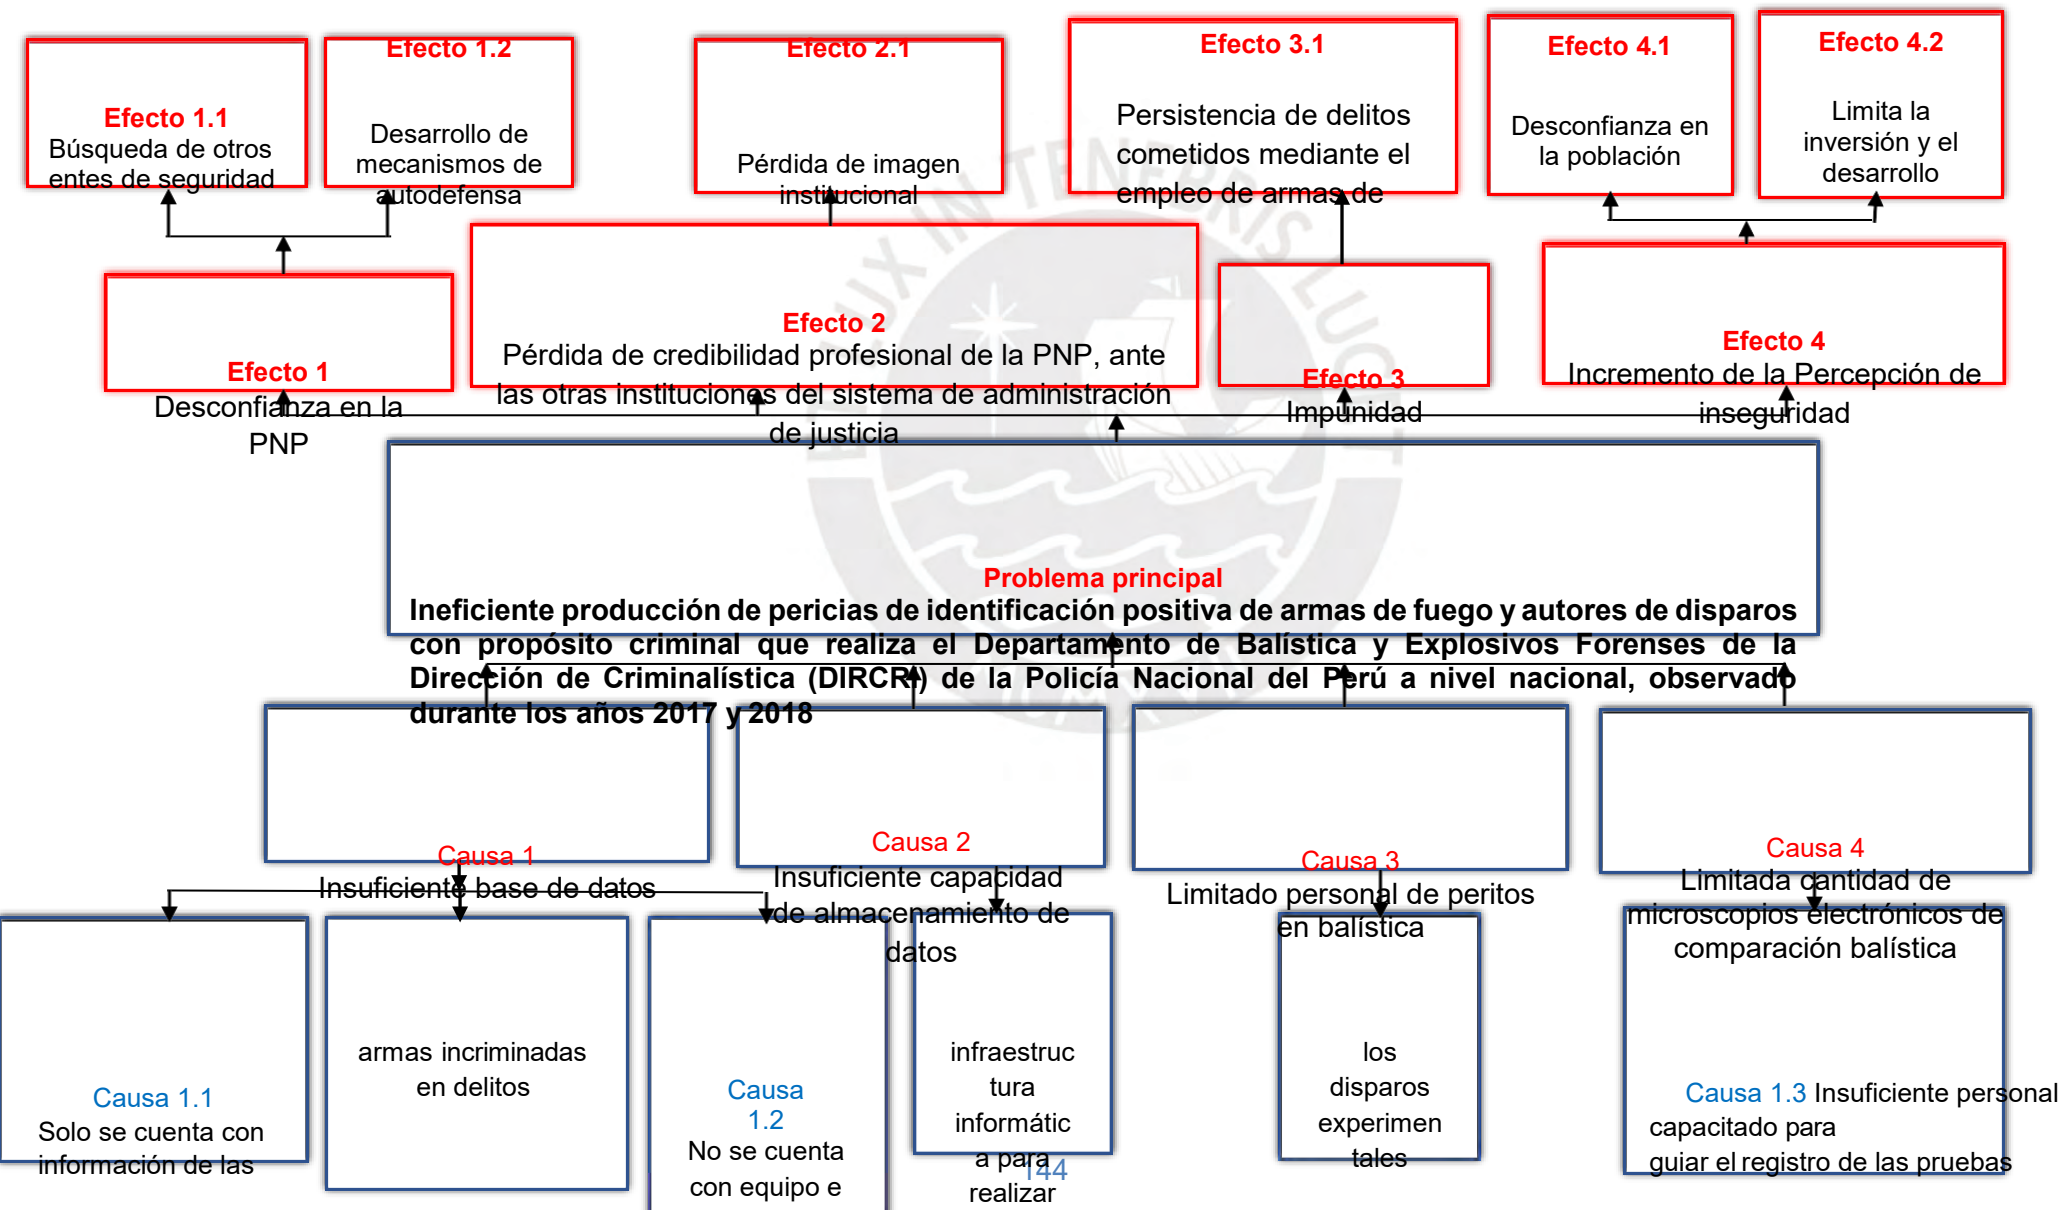 Efecto 1.1
Búsqueda de otros
entes de seguridad
Efecto 1.2
Desarrollo de
mecanismos de
autodefensa
Efecto 2.1
Pérdida de imagen
institucional
Efecto 3.1
Persistencia de delitos
cometidos mediante el
empleo de armas de
Efecto 4.1
Desconfianza en
la población
Efecto 4.2
Limita la
inversión y el
desarrollo
Efecto 1
Desconfianza en la
PNP
Efecto 2
Pérdida de credibilidad profesional de la PNP, ante
las otras instituciones del sistema de administración
de justicia
Efecto 3
Impunidad
Efecto 4
Incremento de la Percepción de
inseguridad
Problema principal
Ineficiente producción de pericias de identificación positiva de armas de fuego y autores de disparos
con propósito criminal que realiza el Departamento de Balística y Explosivos Forenses de la
Dirección de Criminalística (DIRCRI) de la Policía Nacional del Perú a nivel nacional, observado
durante los años 2017 y 2018
Causa 1
Insuficiente base de datos
Causa 2
Insuficiente capacidad
de almacenamiento de
datos
Causa 3
Limitado personal de peritos
en balística
Causa 4
Limitada cantidad de
microscopios electrónicos de
comparación balística
Causa 1.1
Solo se cuenta con
información de las
armas incriminadas
en delitos
Causa
1.2
No se cuenta
con equipo e
infraestruc
tura
informátic
a para
realizar
los
disparos
experimen
tales
Causa 1.3 Insuficiente personal
capacitado para
guiar el registro de las pruebas
144
ET LUX IN TENEBRIS LUCET